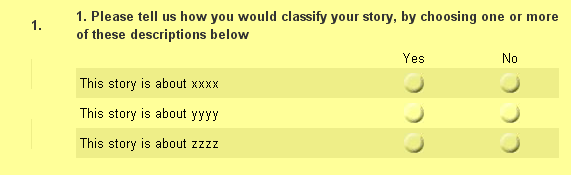 1. 1. Please tell us how you would classify your story, by choosing one or more
of these descriptions below
Yes No
This story is about xxxx
This story is about yyyy
This story is about zzzz